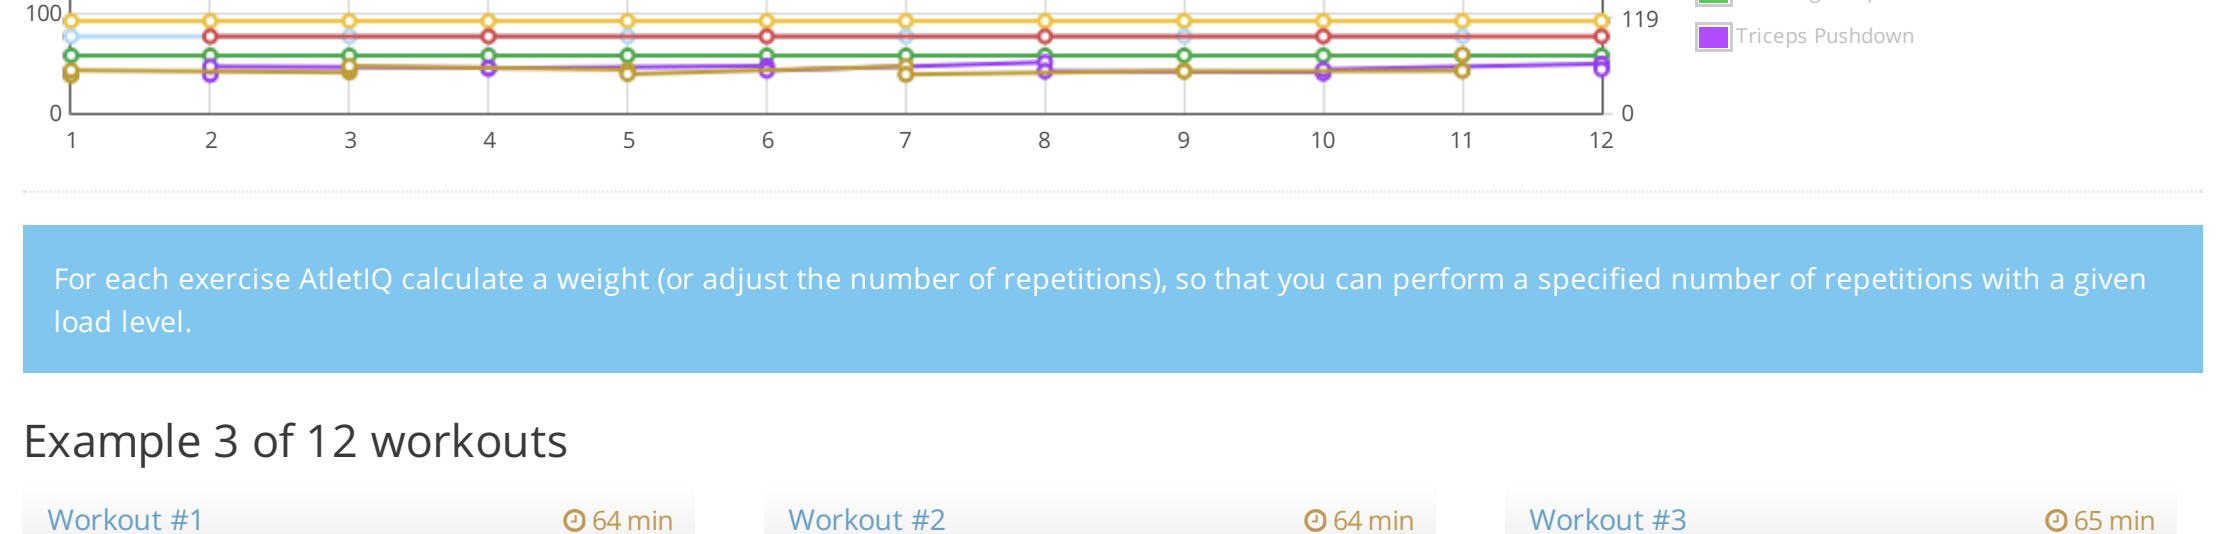 100
119
Triceps Pushdown
0
0
1 2 3 4 5 6 7 8 9 10 11 12
For each exercise AtletIQ calculate a weight (or adjust the number of repetitions), so that you can perform a specified number of repetitions with a given
load level.
Example 3 of 12 workouts
Workout #1 64 min
Workout #2 64 min
Workout #3 65 min